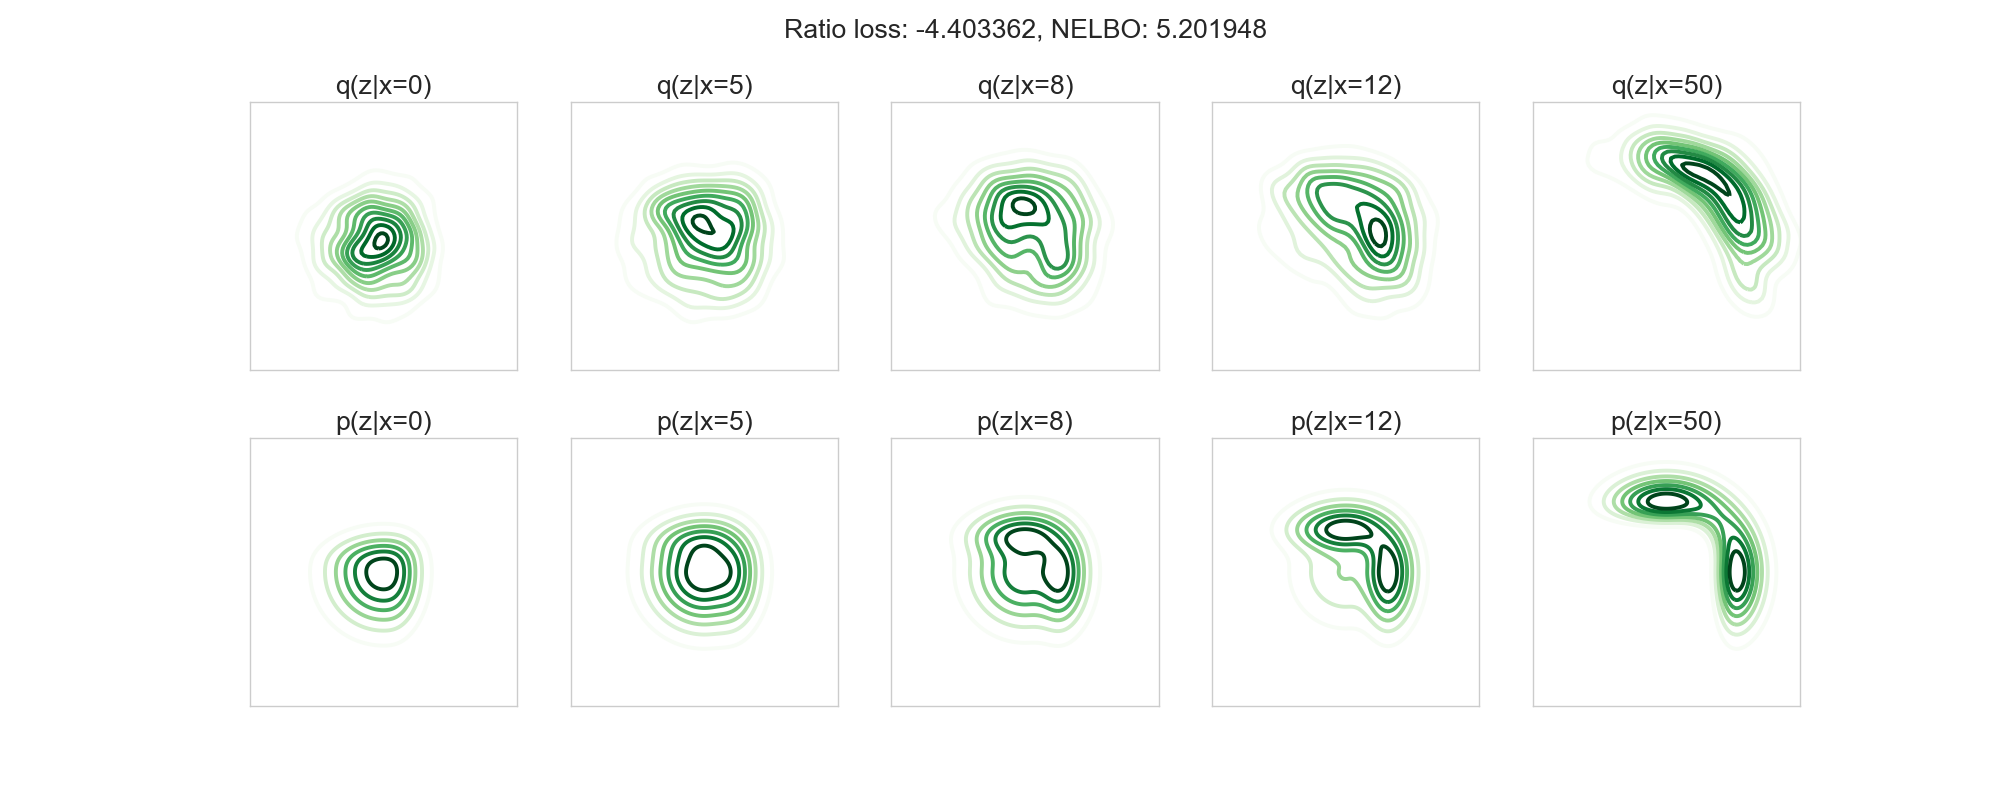 Ratio loss: -4.403362, NELBO: 5.201948
q(z|x=0) q(z|x=5) q(z|x=8) q(z|x=12) q(z|x=50)
p(z|x=0) p(z|x=5) p(z|x=8) p(z|x=12) p(z|x=50)